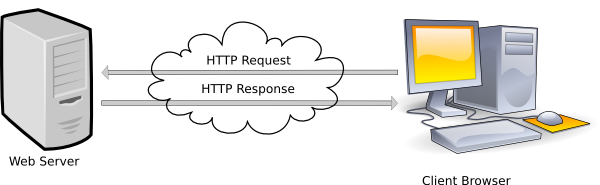 HTTP Request
HTTP Response
Web Server
Client Browser